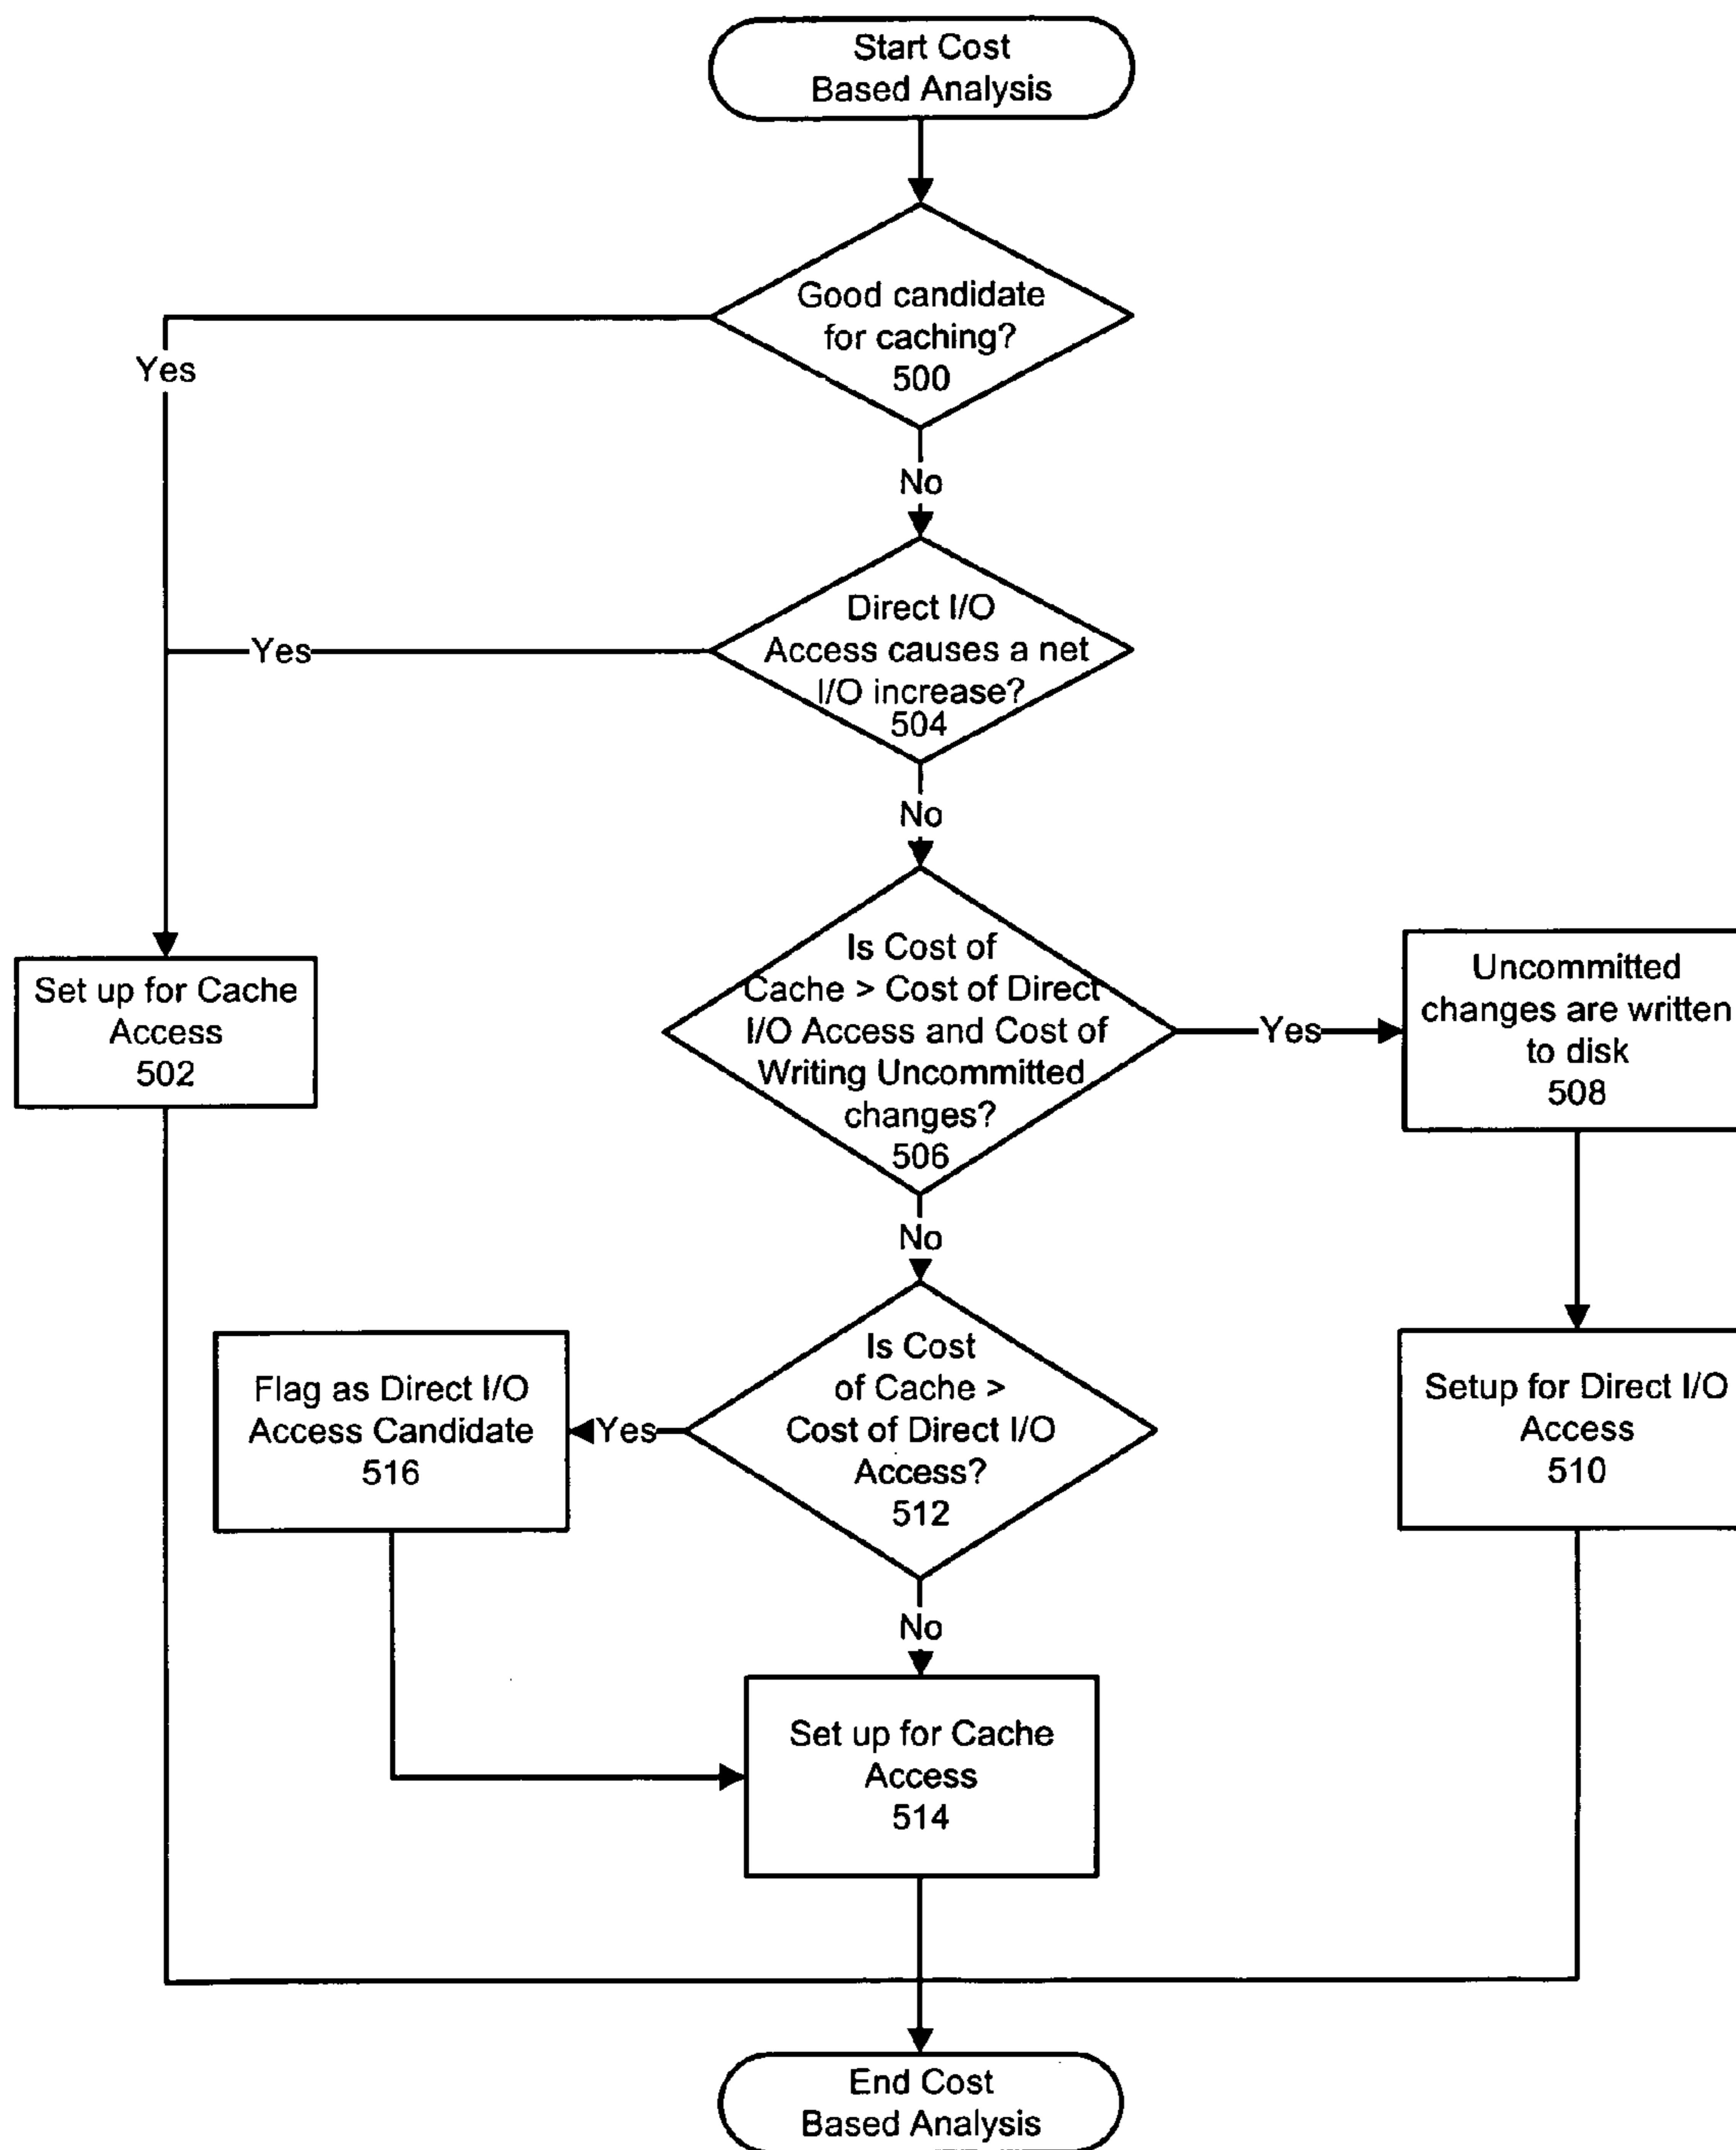 Start Cost
Based Analysis
Good candidate
for caching?
500
Yes
No
Direct I/O
Access causes a net
I/O increase?
504
Yes
No
Is Cost of
Cache > Cost of Direct
I/O Access and Cost of
Writing Uncommitted
changes?
506
Yes
Uncommitted
changes are written
to disk
508
Set up for Cache
Access
502
No
Is Cost
of Cache >
Cost of Direct I/O
Access?
512
Yes
Flag as Direct I/O
Access Candidate
516
Setup for Direct I/O
Access
510
No
Set up for Cache
Access
514
End Cost
Based Analysis